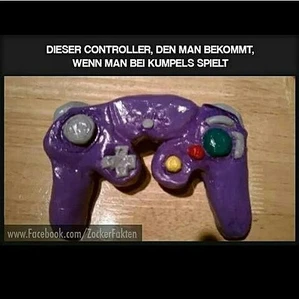 DIESER CONTROLLER, DEN MAN BEKOMMT,
WENN MAN BEI KUMPELS SPIELT
www.Facebook.com/ZockerFakten